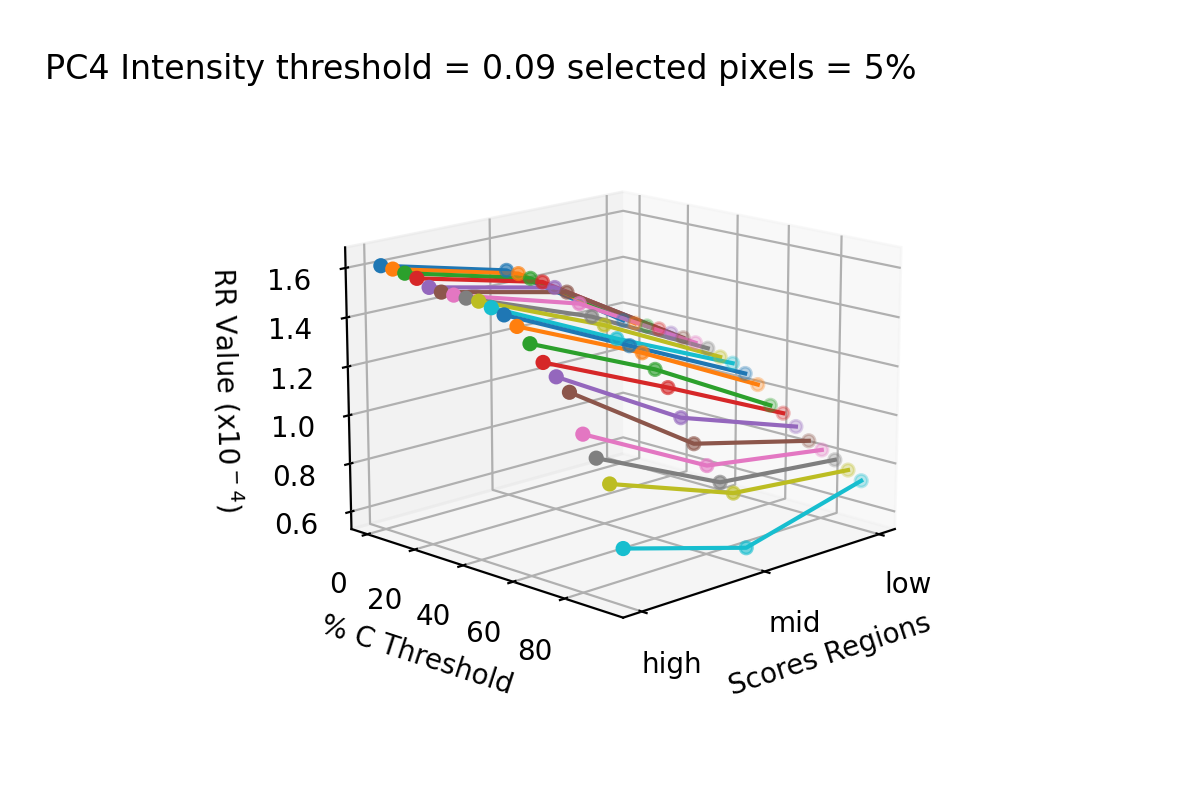 PC4 Intensity threshold = 0.09 selected pixels = 5%
RR Value (x10⁻⁴)
1.6
1.4
1.2
1.0
0.8
0.6
0
20
40
60
80
% C Threshold
high
mid
low
Scores Regions